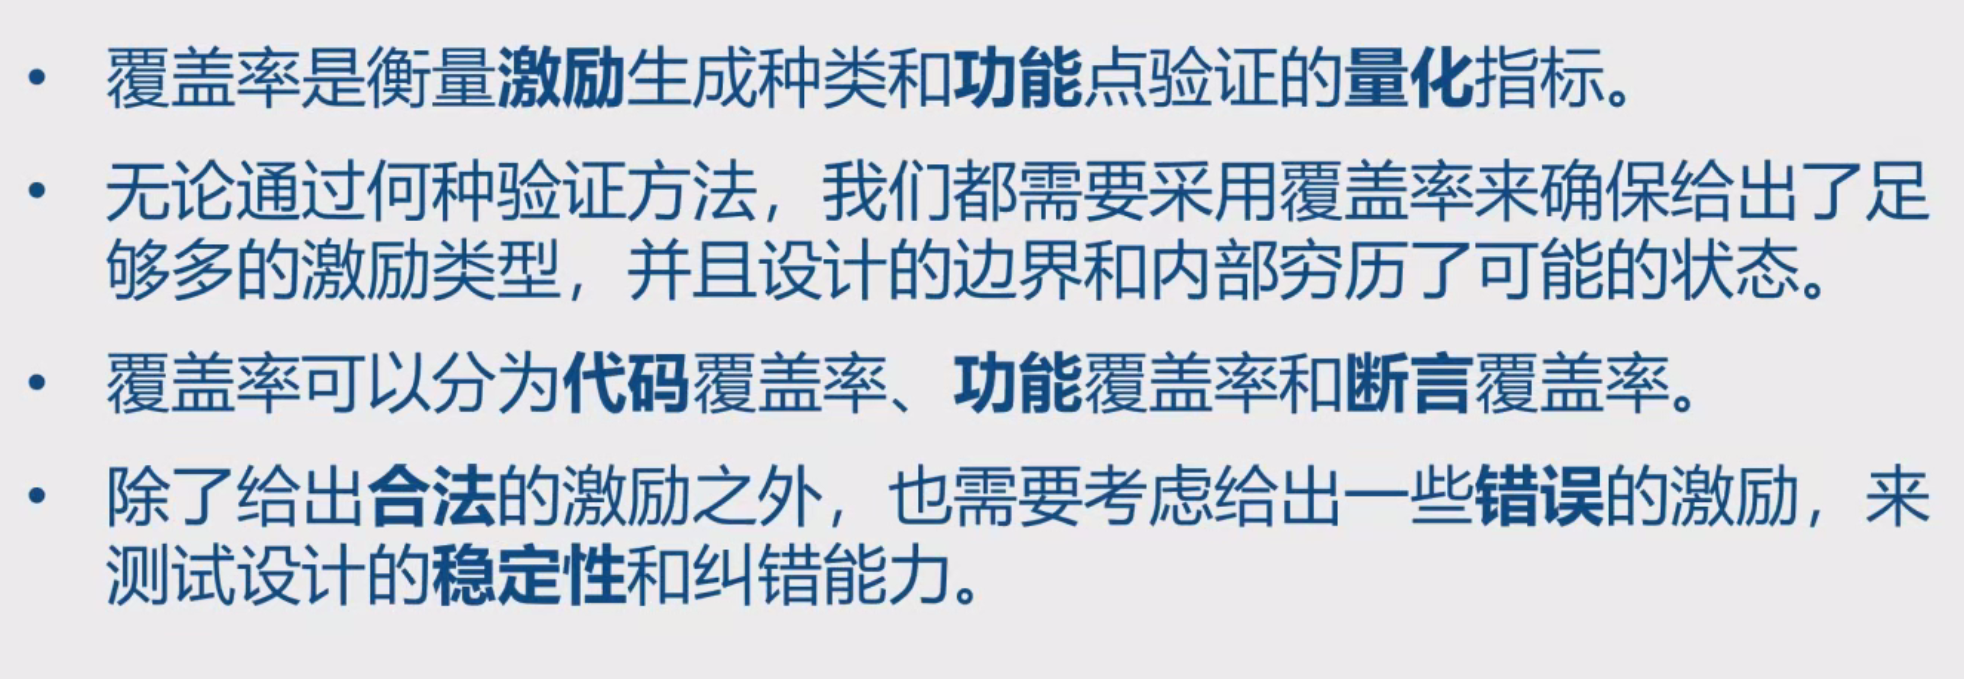 • 覆盖率是衡量激励生成种类和功能点验证的量化指标。
• 无论通过何种验证方法，我们都需要采用覆盖率来确保给出了足
够多的激励类型，并且设计的边界和内部穷历了可能的状态。
• 覆盖率可以分为代码覆盖率、功能覆盖率和断言覆盖率。
• 除了给出合法的激励之外，也需要考虑给出一些错误的激励，来
测试设计的稳定性和纠错能力。